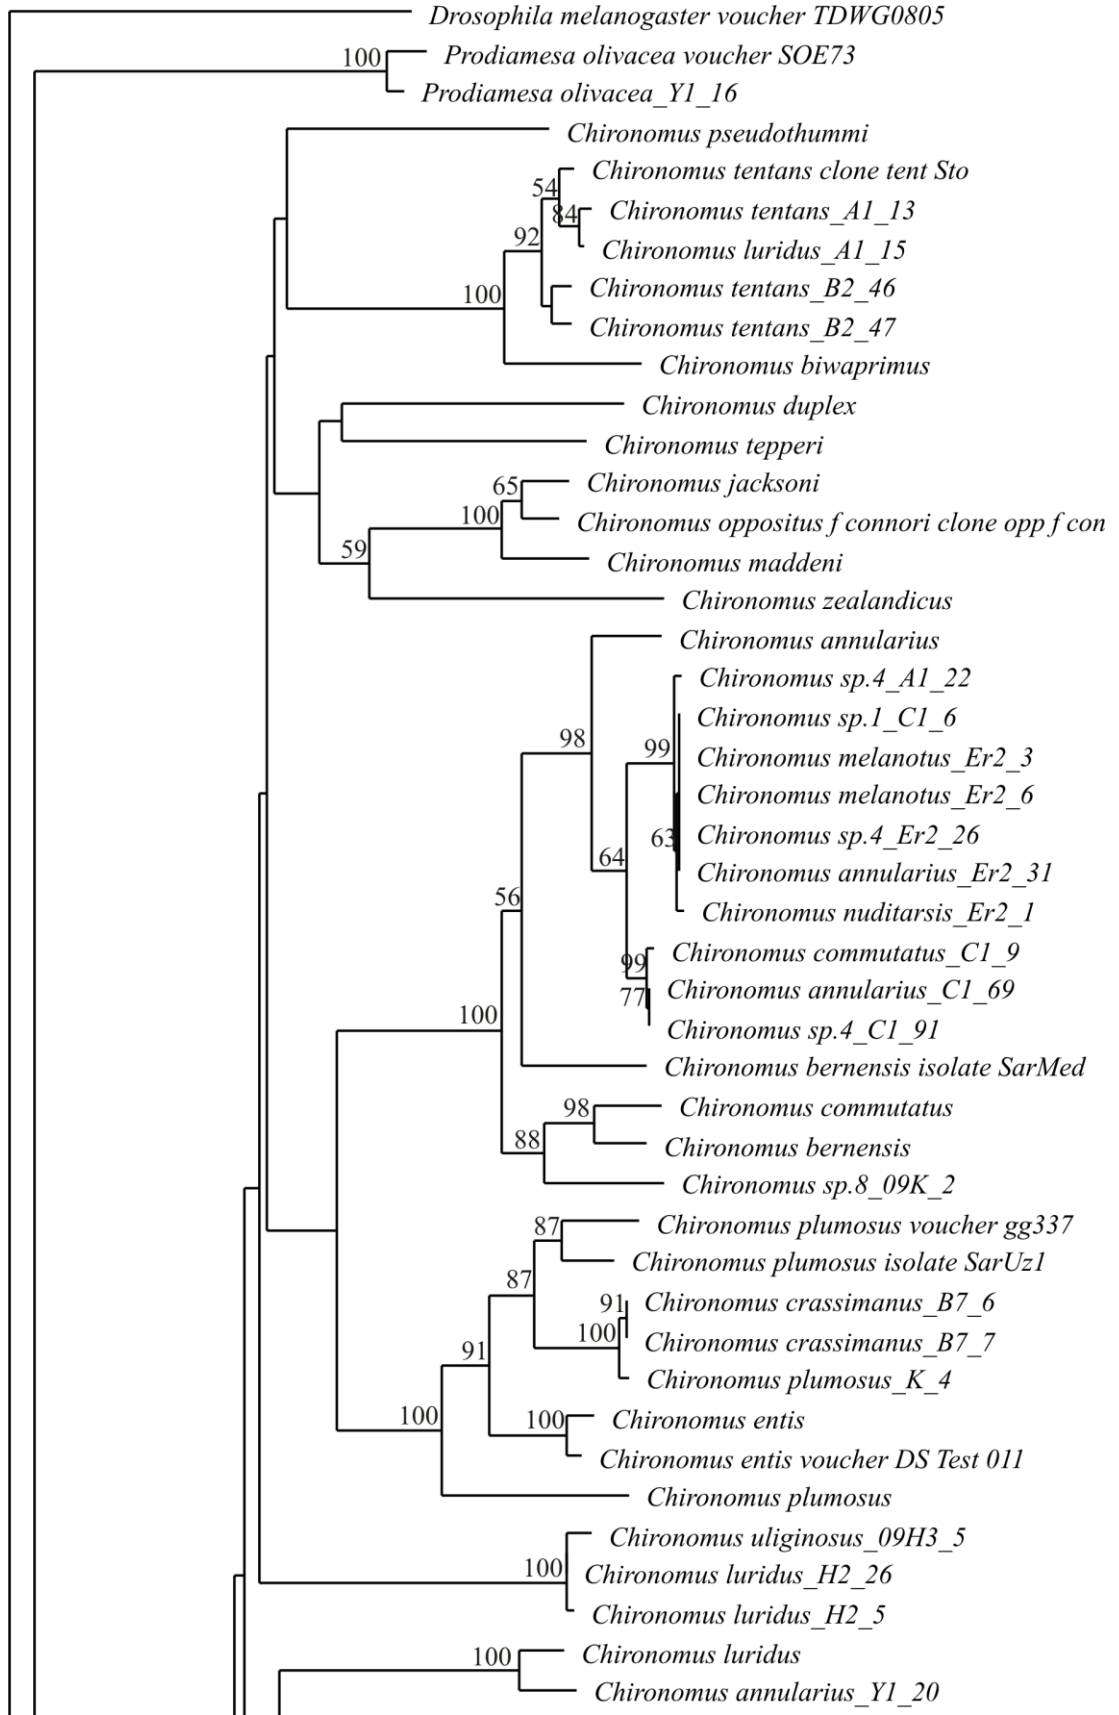 Drosophila melanogaster voucher TDWG0805
100
Prodiamesa olivacea voucher SOE73
Prodiamesa olivacea_Y1_16
Chironomus pseudothummi
Chironomus tentans clone tent Sto
54
84
Chironomus tentans_A1_13
92
Chironomus luridus_A1_15
100
Chironomus tentans_B2_46
Chironomus tentans_B2_47
Chironomus biwaprimus
Chironomus duplex
Chironomus tepperi
65
Chironomus jacksoni
100
Chironomus oppositus f connori clone opp f con
59
Chironomus maddeni
Chironomus zealandicus
Chironomus annularius
Chironomus sp.4_A1_22
Chironomus sp.1_C1_6
98
99
Chironomus melanotus_Er2_3
Chironomus melanotus_Er2_6
63
Chironomus sp.4_Er2_26
64
Chironomus annularius_Er2_31
56
Chironomus nuditarsis_Er2_1
99
Chironomus commutatus_C1_9
77
Chironomus annularius_C1_69
100
Chironomus sp.4_C1_91
Chironomus bernensis isolate SarMed
98
Chironomus commutatus
88
Chironomus bernensis
Chironomus sp.8_09K_2
87
Chironomus plumosus voucher gg337
Chironomus plumosus isolate SarUz1
87
91
Chironomus crassimanus_B7_6
100
Chironomus crassimanus_B7_7
91
Chironomus plumosus_K_4
100
100
Chironomus entis
Chironomus entis voucher DS Test 011
Chironomus plumosus
Chironomus uliginosus_09H3_5
100
Chironomus luridus_H2_26
Chironomus luridus_H2_5
100
Chironomus luridus
Chironomus annularius_Y1_20